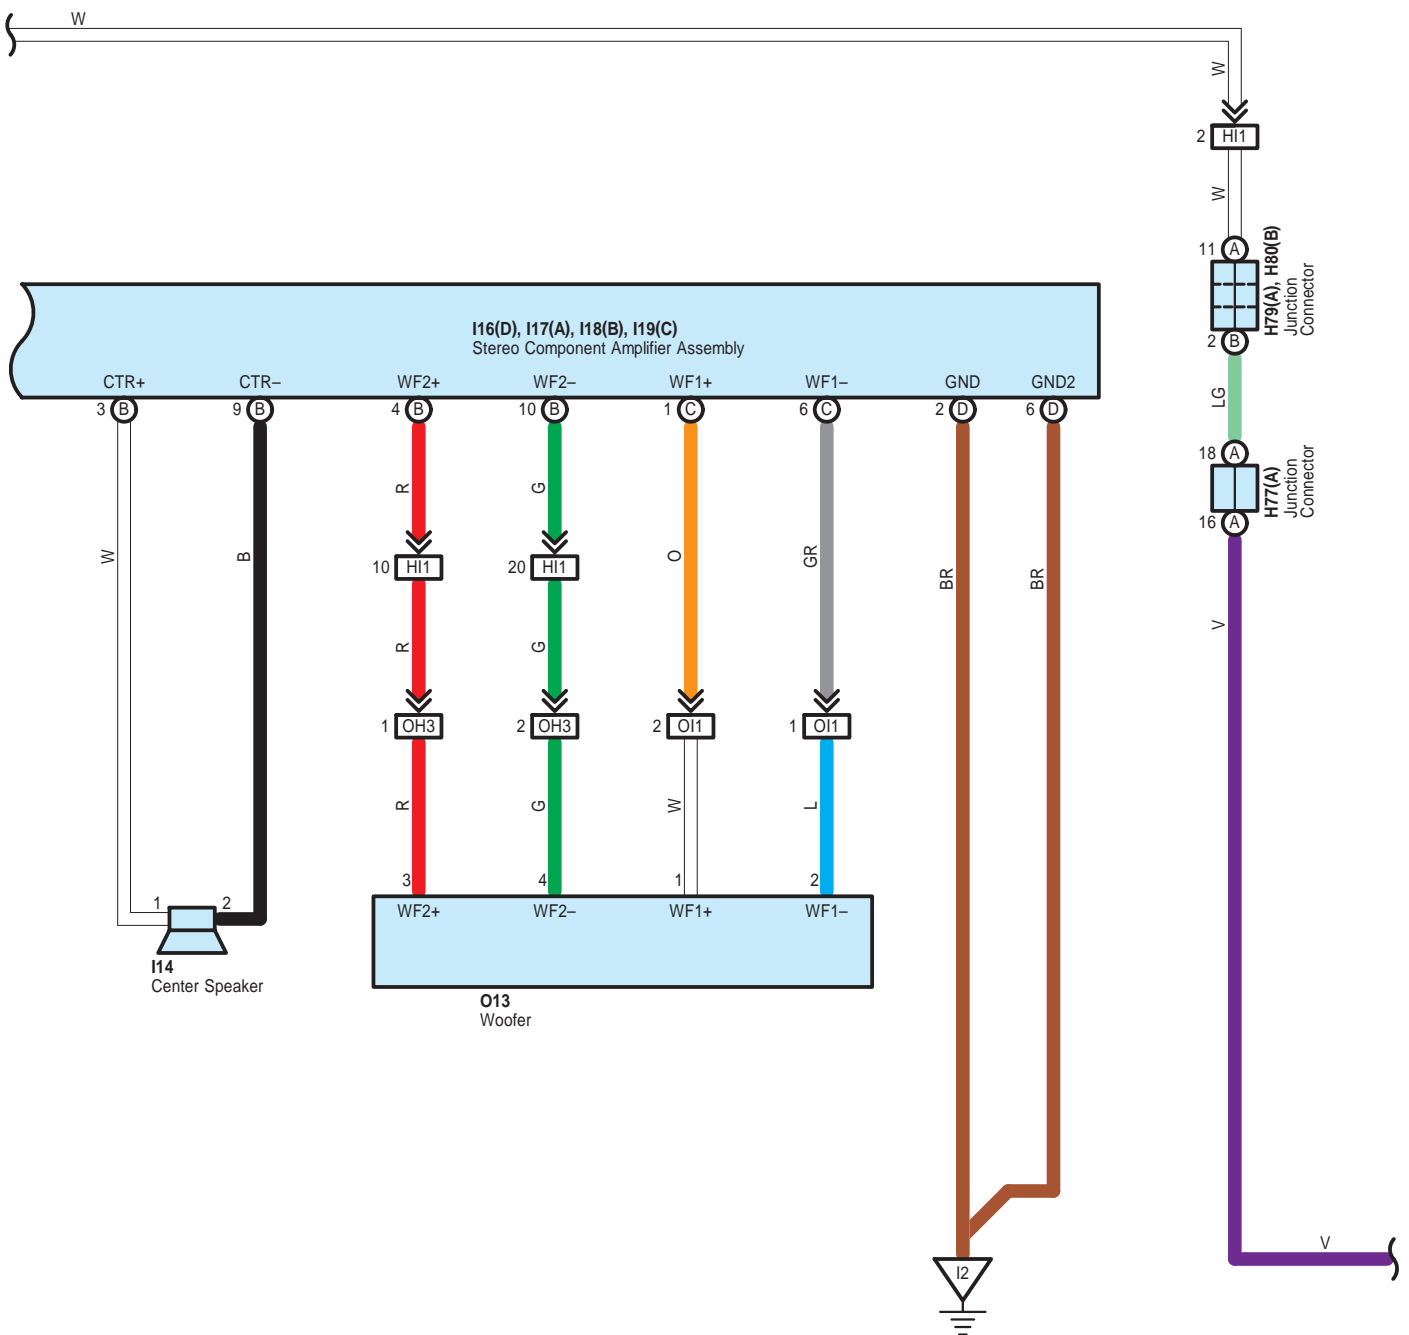 W
W
2 HI1
W
11 A
H79(A), H80(B)
Junction
Connector
2 B
LG
18 A
H77(A)
Junction
Connector
16 A
V
V
I16(D), I17(A), I18(B), I19(C)
Stereo Component Amplifier Assembly
CTR+ CTR– WF2+ WF2– WF1+ WF1– GND GND2
3 B 9 B 4 B 10 B 1 C 6 C 2 D 6 D
R G
W B O GR BR BR
10 HI1 20 HI1
R G
1 OH3 2 OH3 2 OI1 1 OI1
R G W L
3 4 1 2
WF2+ WF2– WF1+ WF1–
1 2
I14
Center Speaker
O13
Woofer
I2